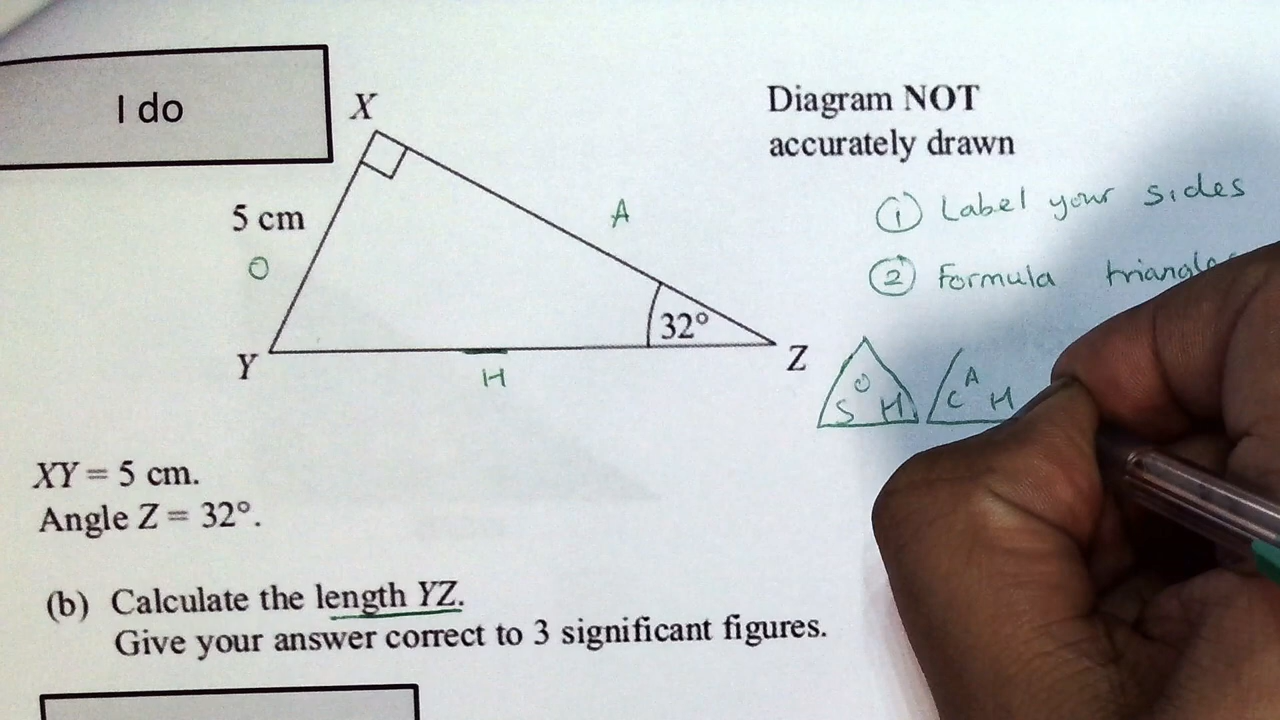 I do
X
Diagram NOT
accurately drawn
5 cm
A
① Label your sides
O
② Formula
32°
Y
H
Z
S O H
C A H
XY = 5 cm.
Angle Z = 32°.
(b) Calculate the length YZ.
Give your answer correct to 3 significant figures.